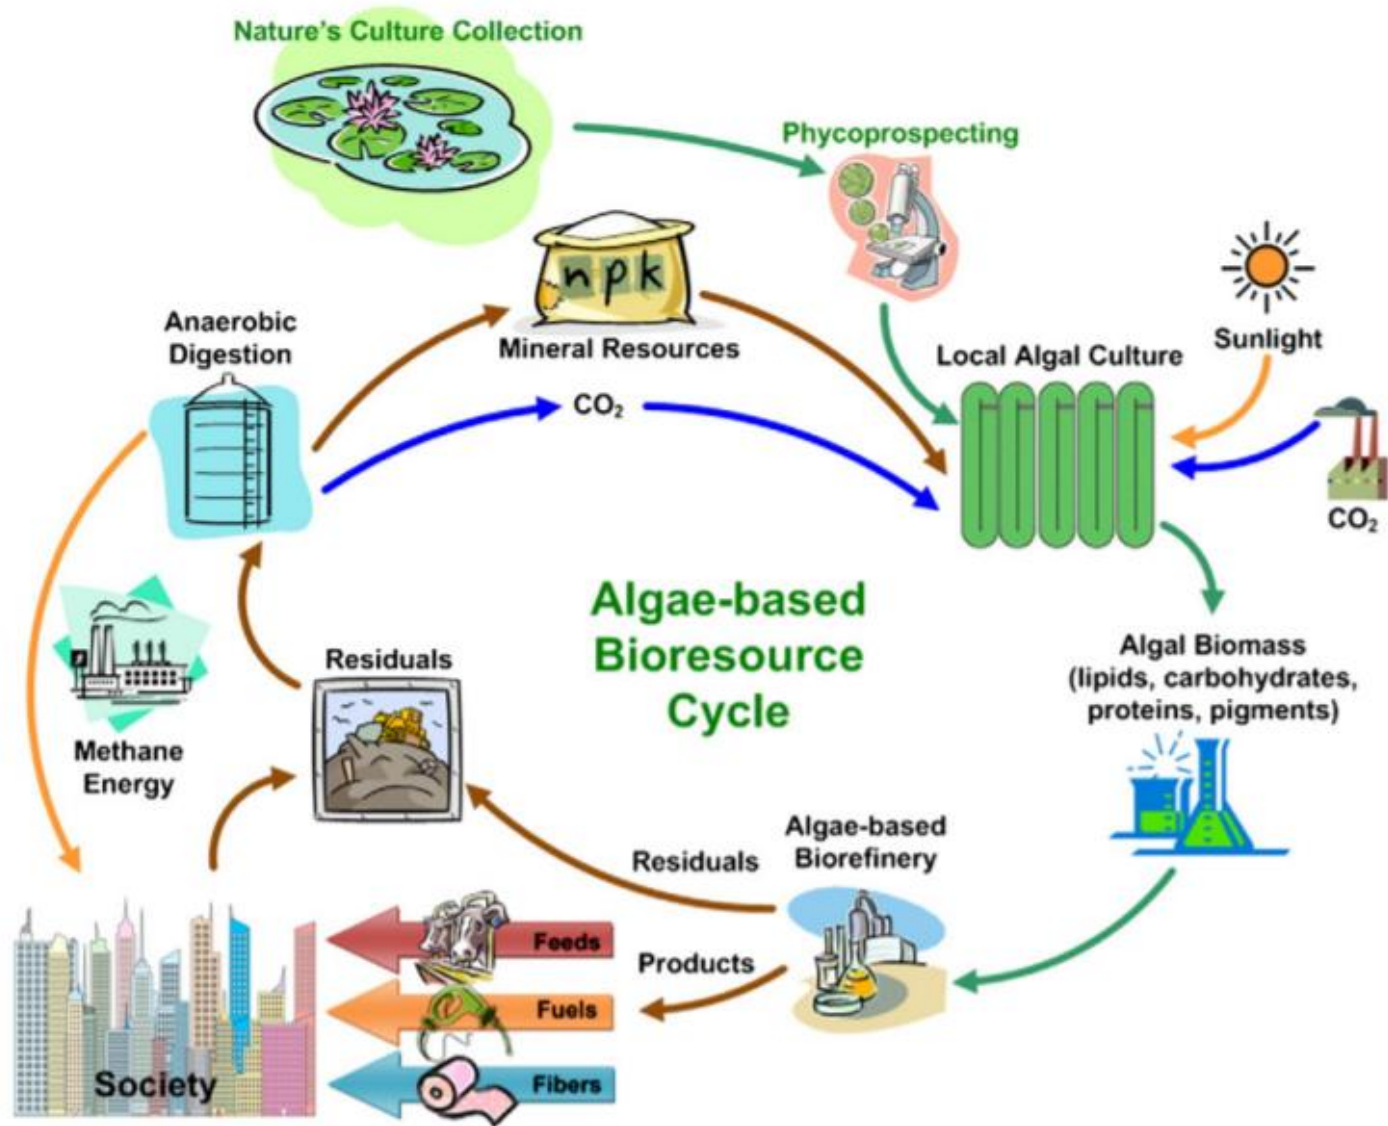 Nature's Culture Collection
Phycoprospecting
npk
Mineral Resources
Anaerobic
Digestion
CO₂
Local Algal Culture
Sunlight
CO₂
Algae-based
Bioresource
Cycle
Algal Biomass
(lipids, carbohydrates,
proteins, pigments)
Residuals
Methane
Energy
Algae-based
Biorefinery
Residuals
Products
Feeds
Fuels
Fibers
Society